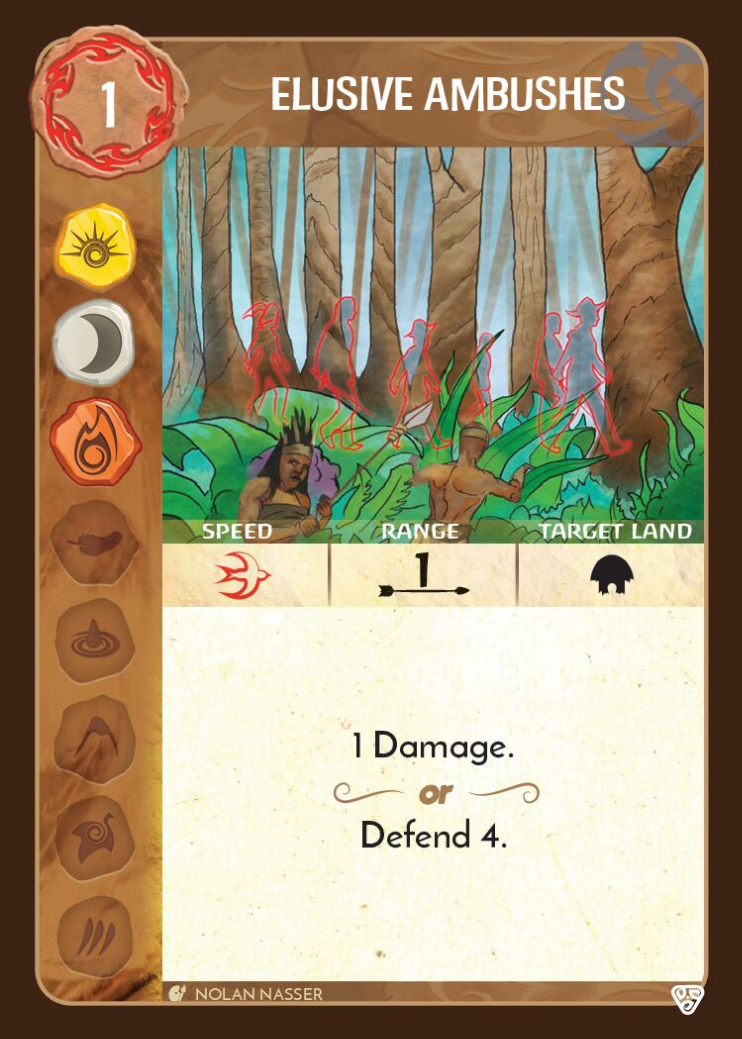 1
ELUSIVE AMBUSHES
SPEED RANGE TARGET LAND
1
1 Damage.
or
Defend 4.
NOLAN NASSER